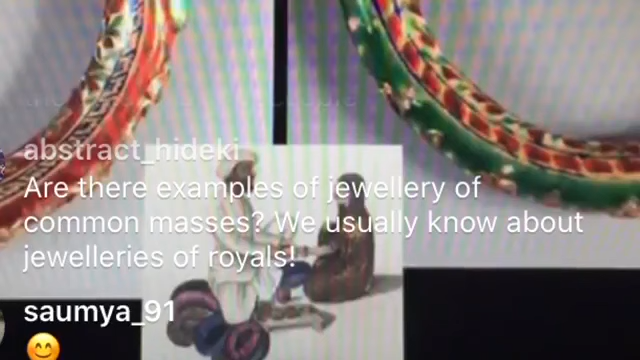 abstract_hideki
Are there examples of jewellery of
common masses? We usually know about
jewelleries of royals!
saumya_91
😊